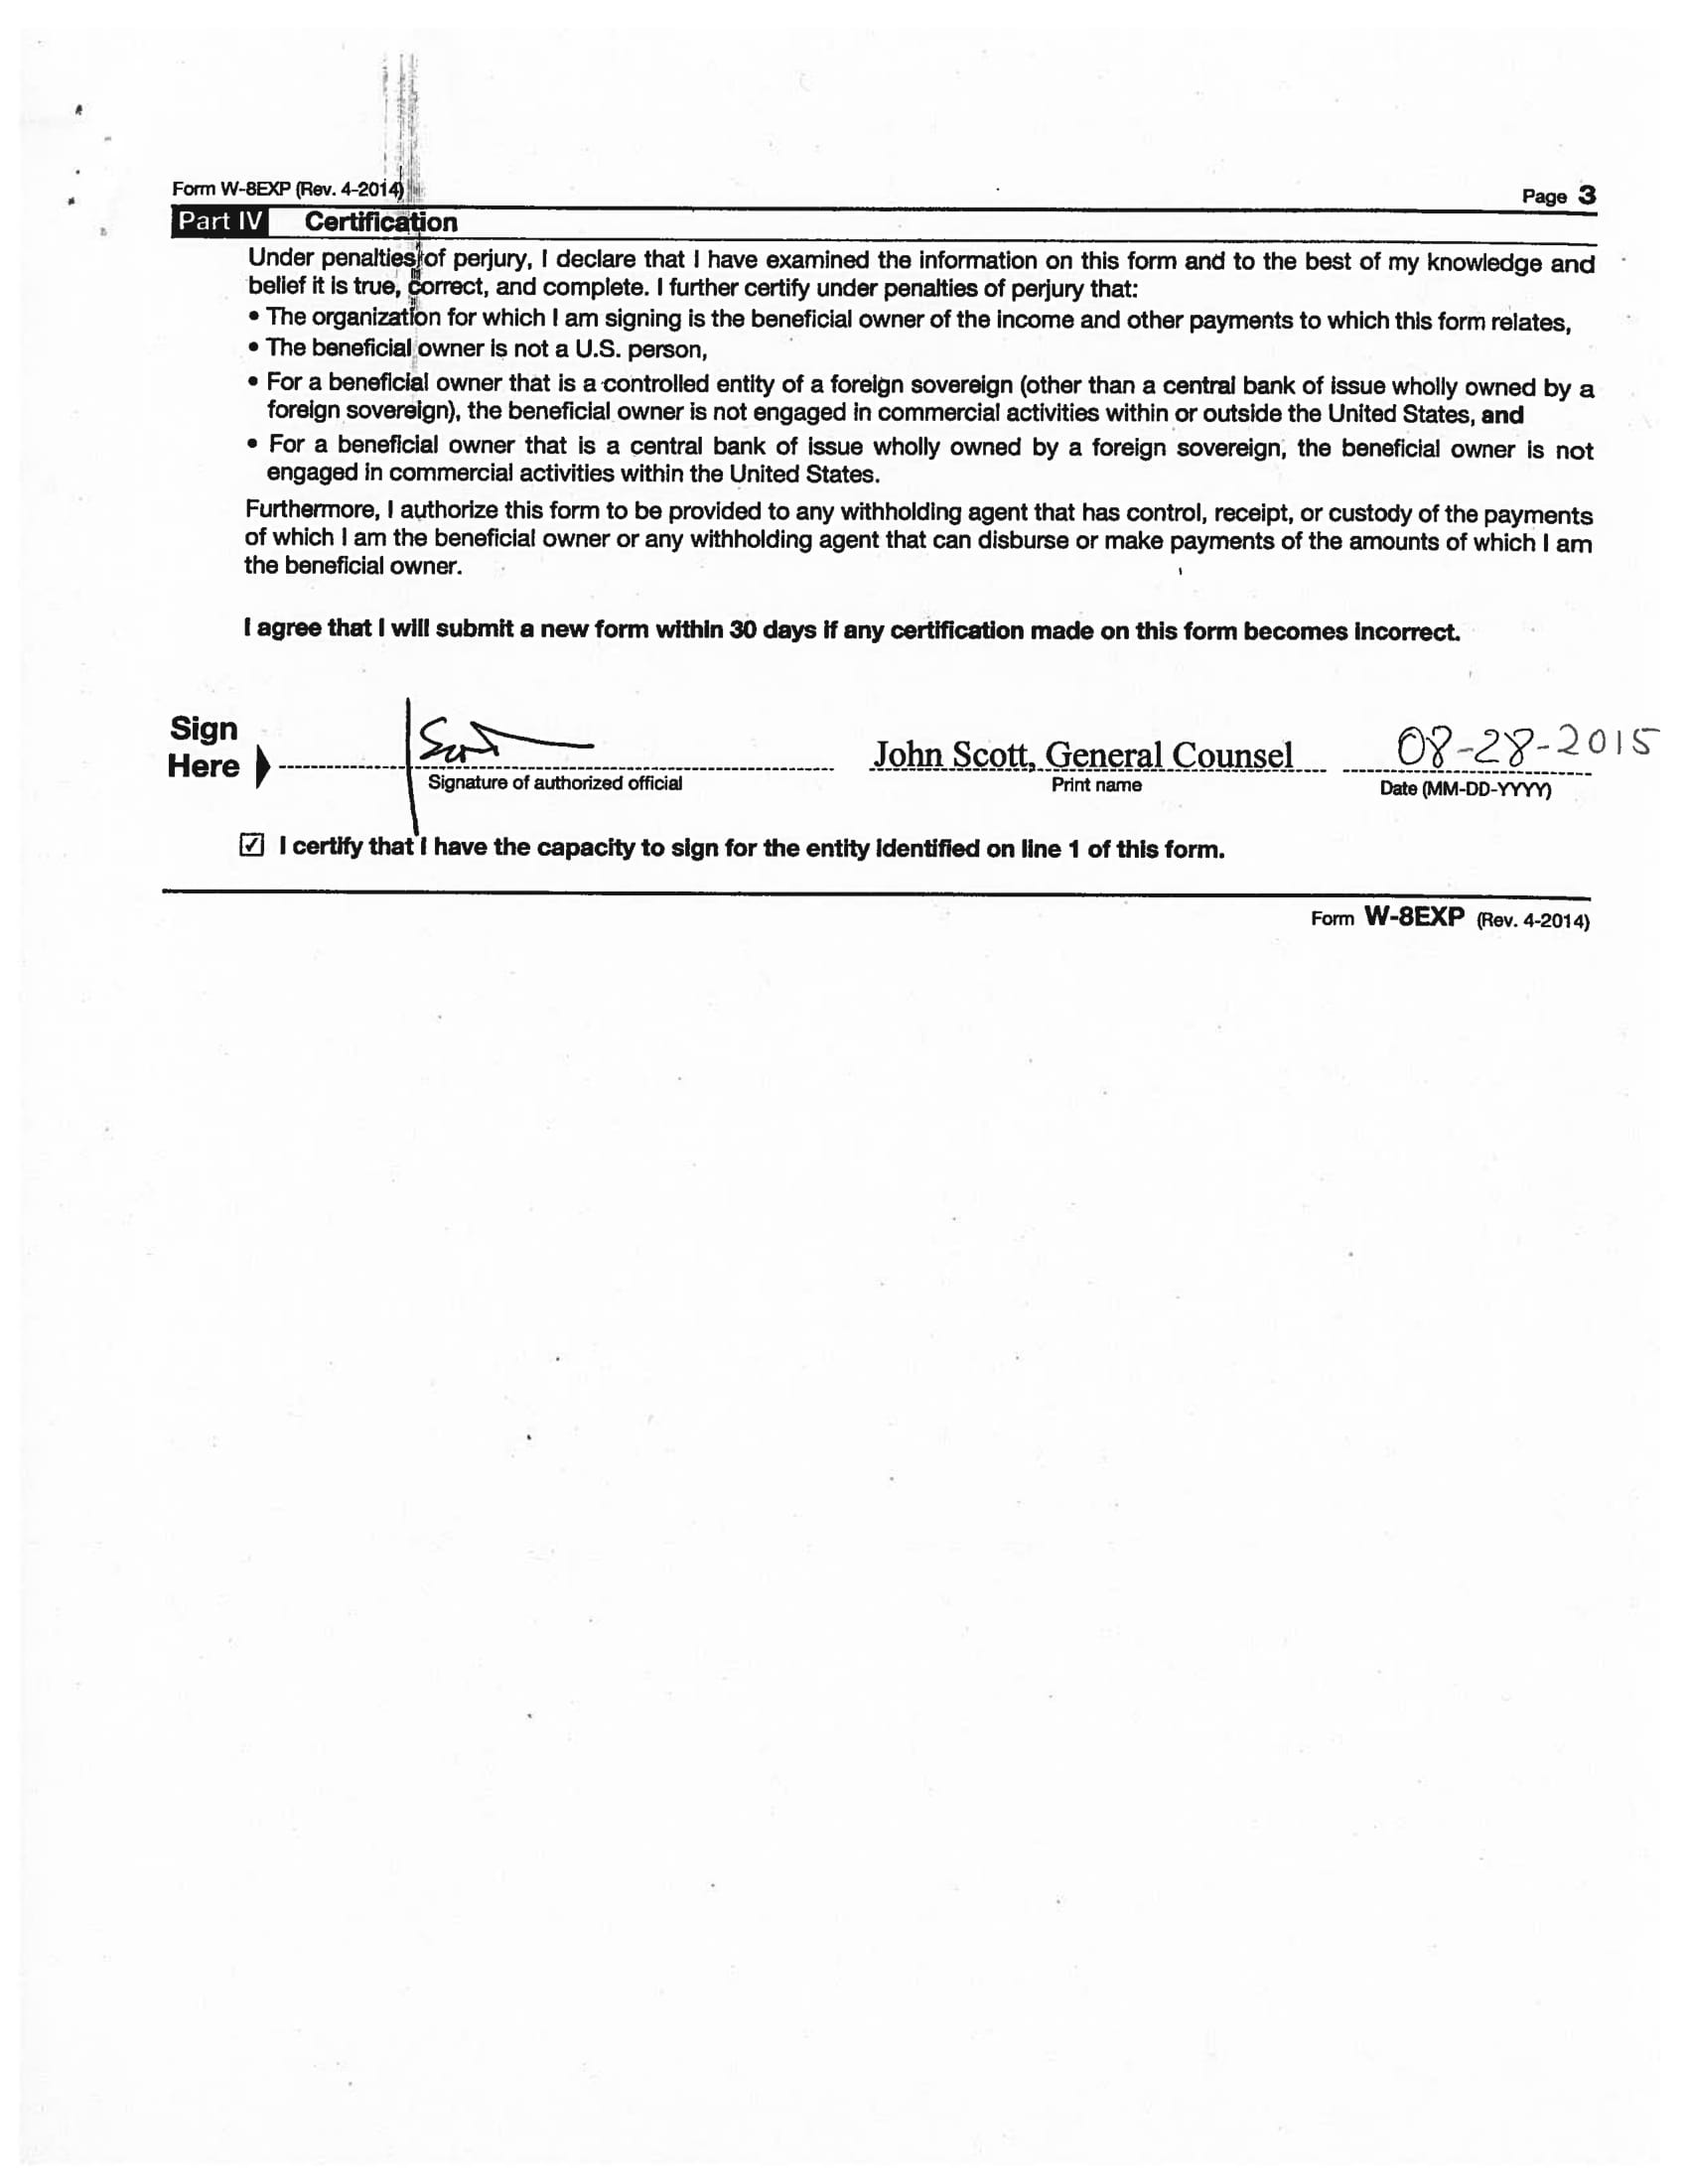 Form W-8EXP (Rev. 4-2014)
Page 3
Part IV Certification
Under penalties of perjury, I declare that I have examined the information on this form and to the best of my knowledge and
belief it is true, correct, and complete. I further certify under penalties of perjury that:
• The organization for which I am signing is the beneficial owner of the income and other payments to which this form relates,
• The beneficial owner is not a U.S. person,
• For a beneficial owner that is a controlled entity of a foreign sovereign (other than a central bank of issue wholly owned by a
foreign sovereign), the beneficial owner is not engaged in commercial activities within or outside the United States, and
• For a beneficial owner that is a central bank of issue wholly owned by a foreign sovereign, the beneficial owner is not
engaged in commercial activities within the United States.
Furthermore, I authorize this form to be provided to any withholding agent that has control, receipt, or custody of the payments
of which I am the beneficial owner or any withholding agent that can disburse or make payments of the amounts of which I am
the beneficial owner.
I agree that I will submit a new form within 30 days if any certification made on this form becomes incorrect.
Sign
Here
John Scott, General Counsel
08-28-2015
Signature of authorized official
Print name
Date (MM-DD-YYYY)
I certify that I have the capacity to sign for the entity identified on line 1 of this form.
Form W-8EXP (Rev. 4-2014)